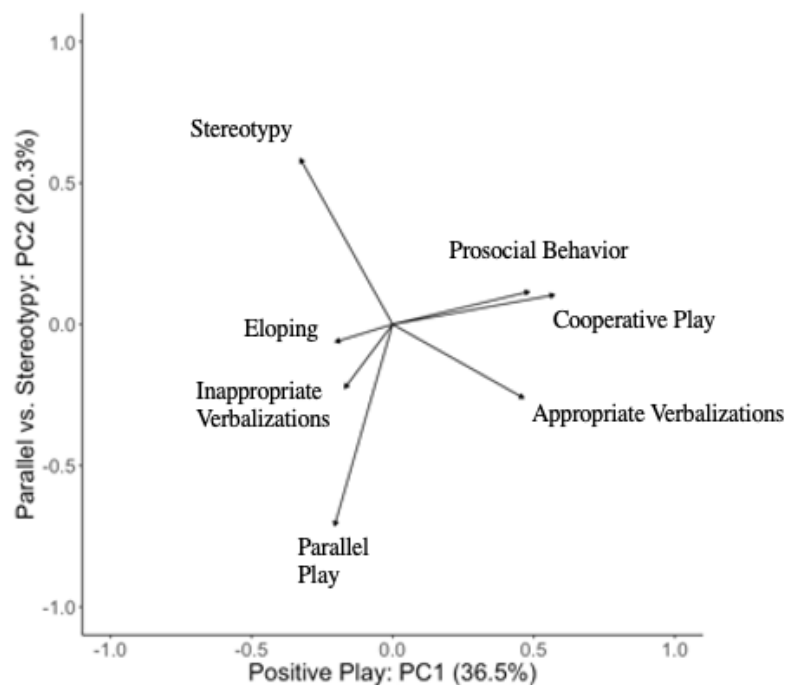 1.0
Stereotypy
0.5
Prosocial Behavior
0.0
Eloping
Cooperative Play
Inappropriate
Verbalizations
Appropriate Verbalizations
-0.5
Parallel
Play
-1.0
Parallel vs. Stereotypy: PC2 (20.3%)
-1.0 -0.5 0.0 0.5 1.0
Positive Play: PC1 (36.5%)